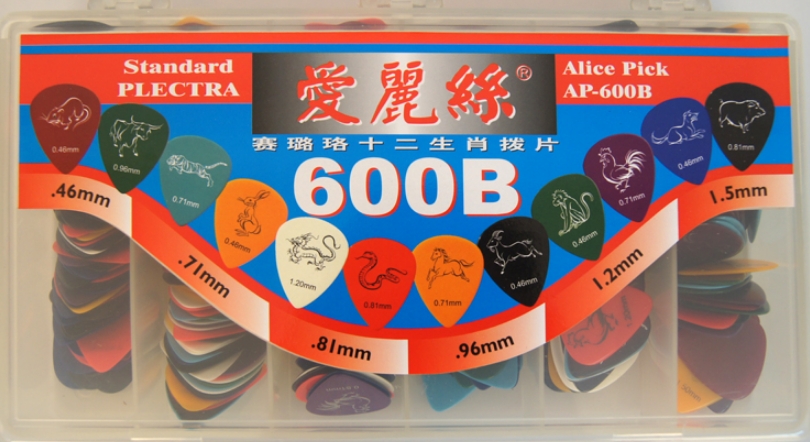 Standard
PLECTRA
愛麗絲®
Alice Pick
AP-600B
赛璐珞十二生肖拨片
600B
0.46mm
0.96mm
0.71mm
0.46mm
1.20mm
0.81mm
0.71mm
0.46mm
0.46mm
0.71mm
0.46mm
0.81mm
.46mm
.71mm
.81mm
.96mm
1.2mm
1.5mm